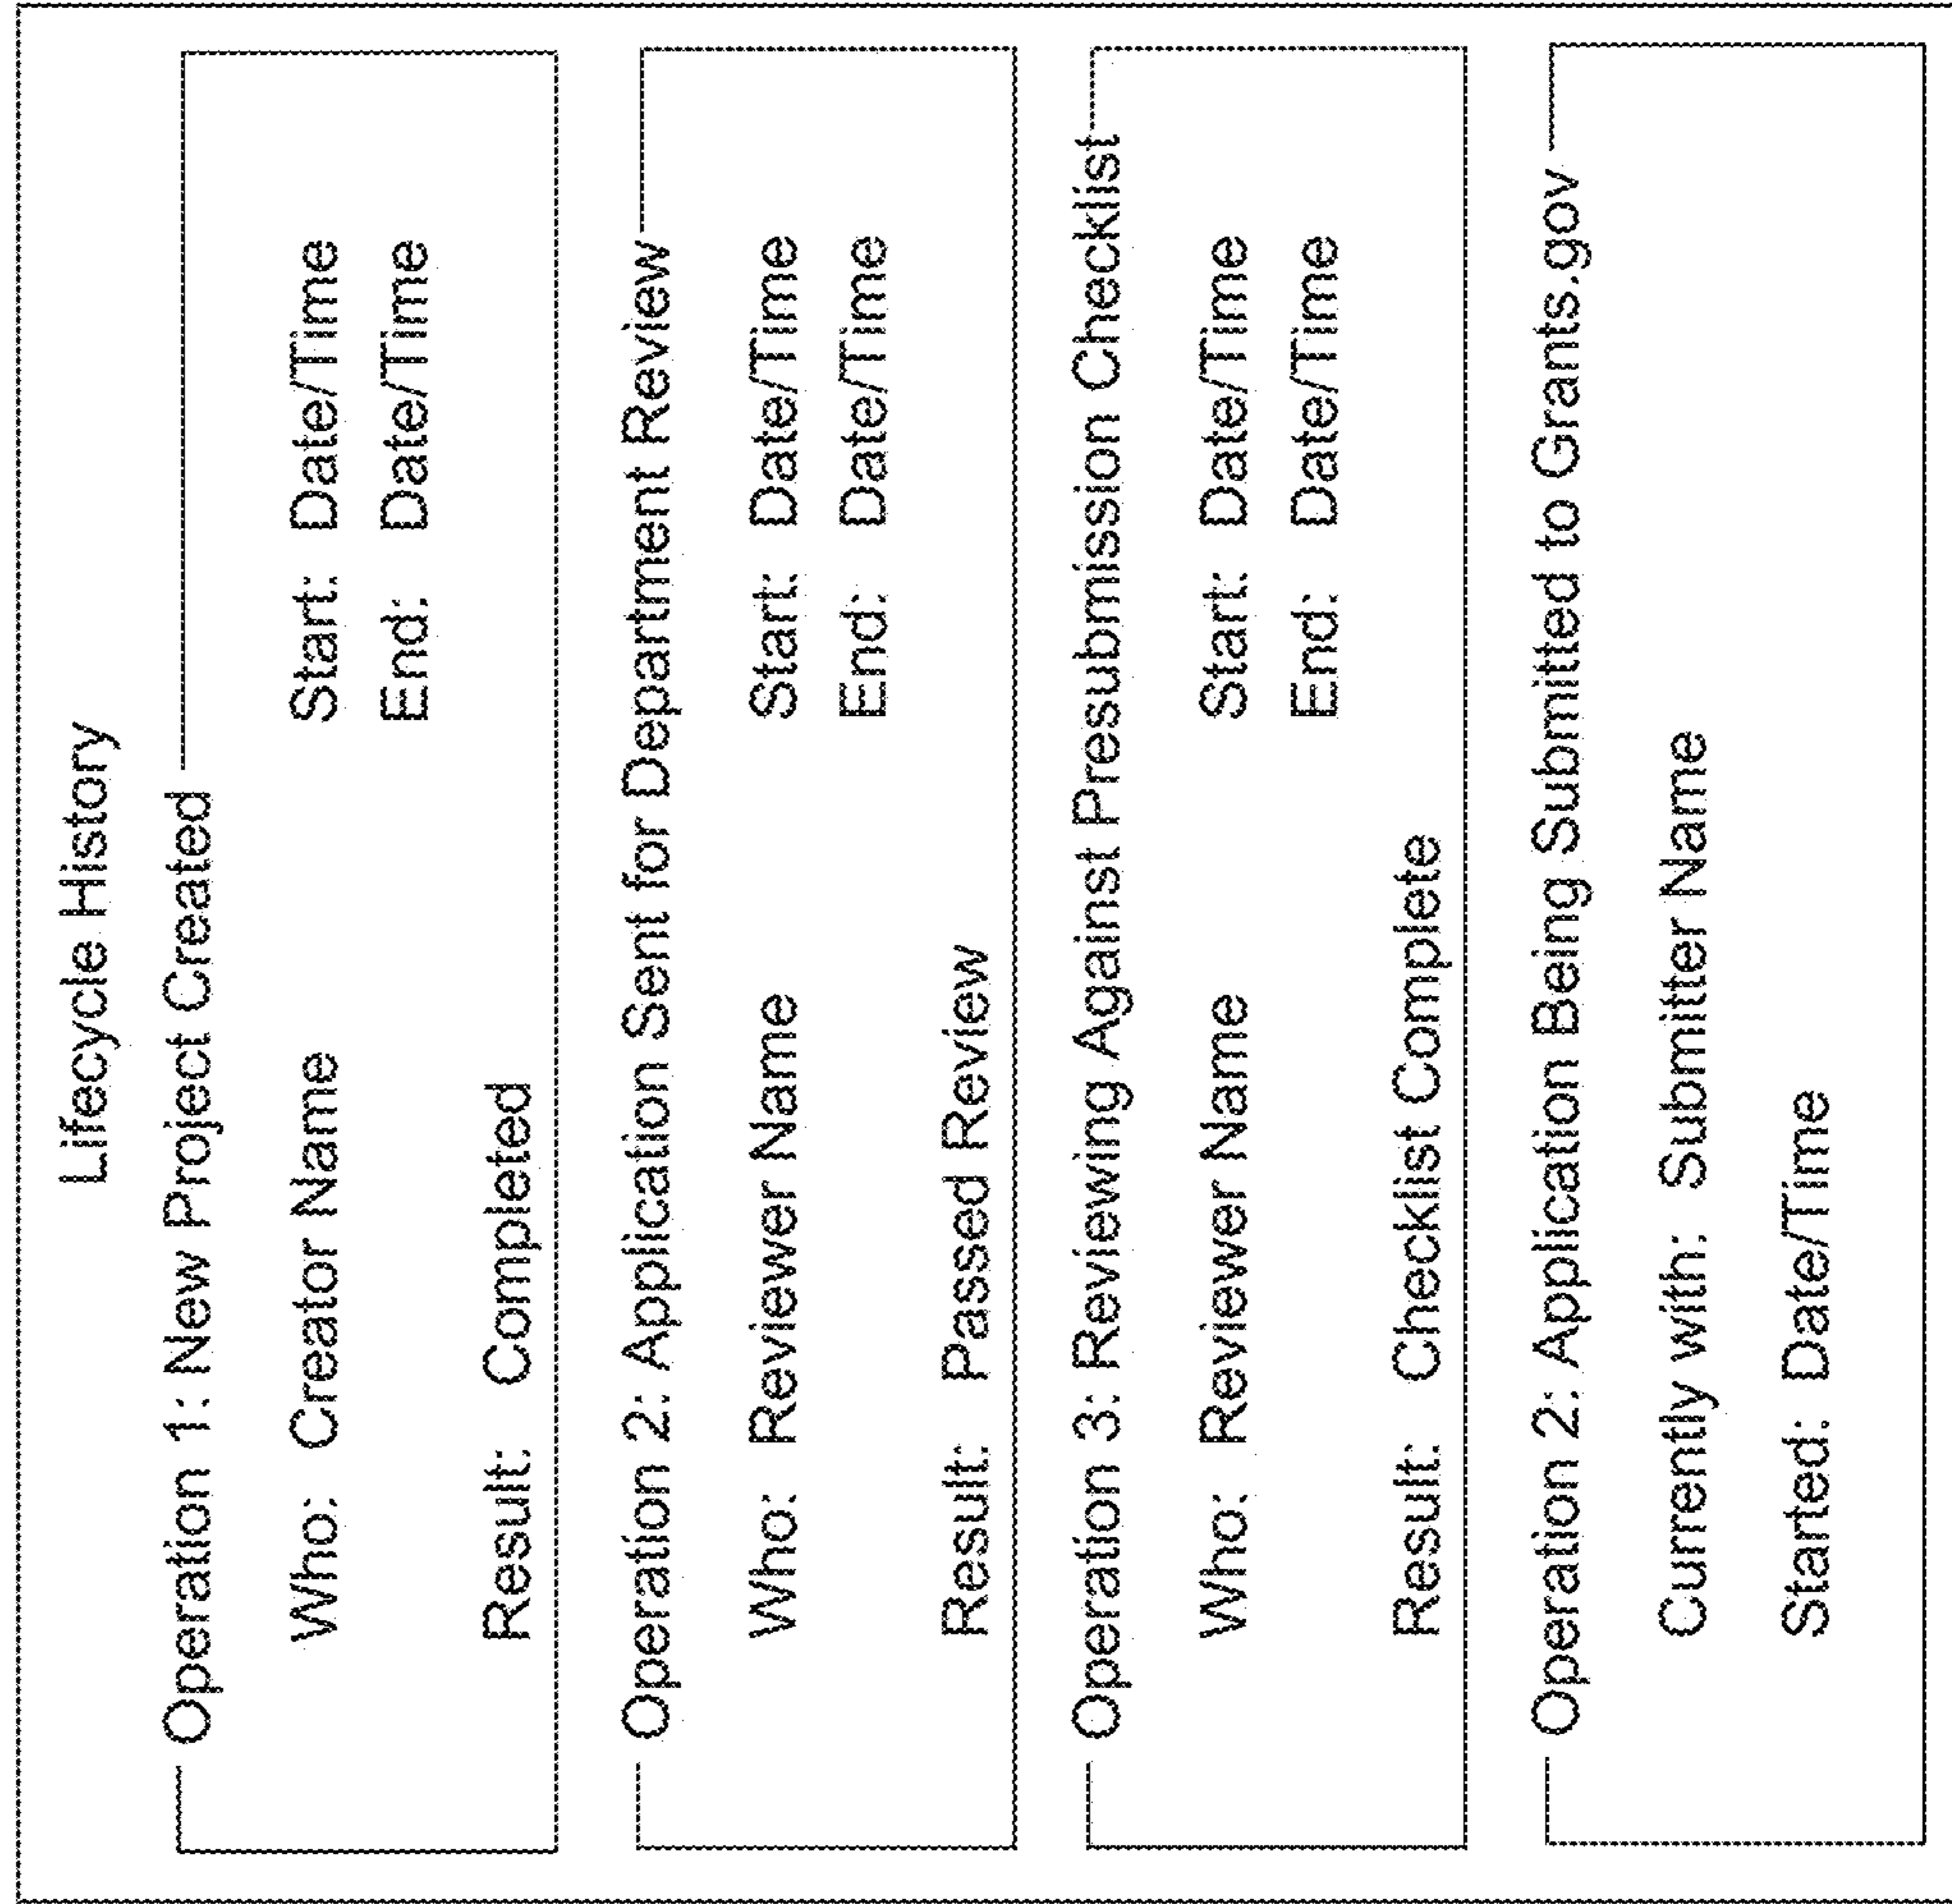 Lifecycle History
Operation 1: New Project Created
Who: Creator Name Start: Date/Time
End: Date/Time
Result: Completed
Operation 2: Application Sent for Department Review
Who: Reviewer Name Start: Date/Time
End: Date/Time
Result: Passed Review
Operation 3: Reviewing Against Presubmission Checklist
Who: Reviewer Name Start: Date/Time
End: Date/Time
Result: Checklist Complete
Operation 2: Application Being Submitted to Grants.gov
Currently with: Submitter Name
Started: Date/Time